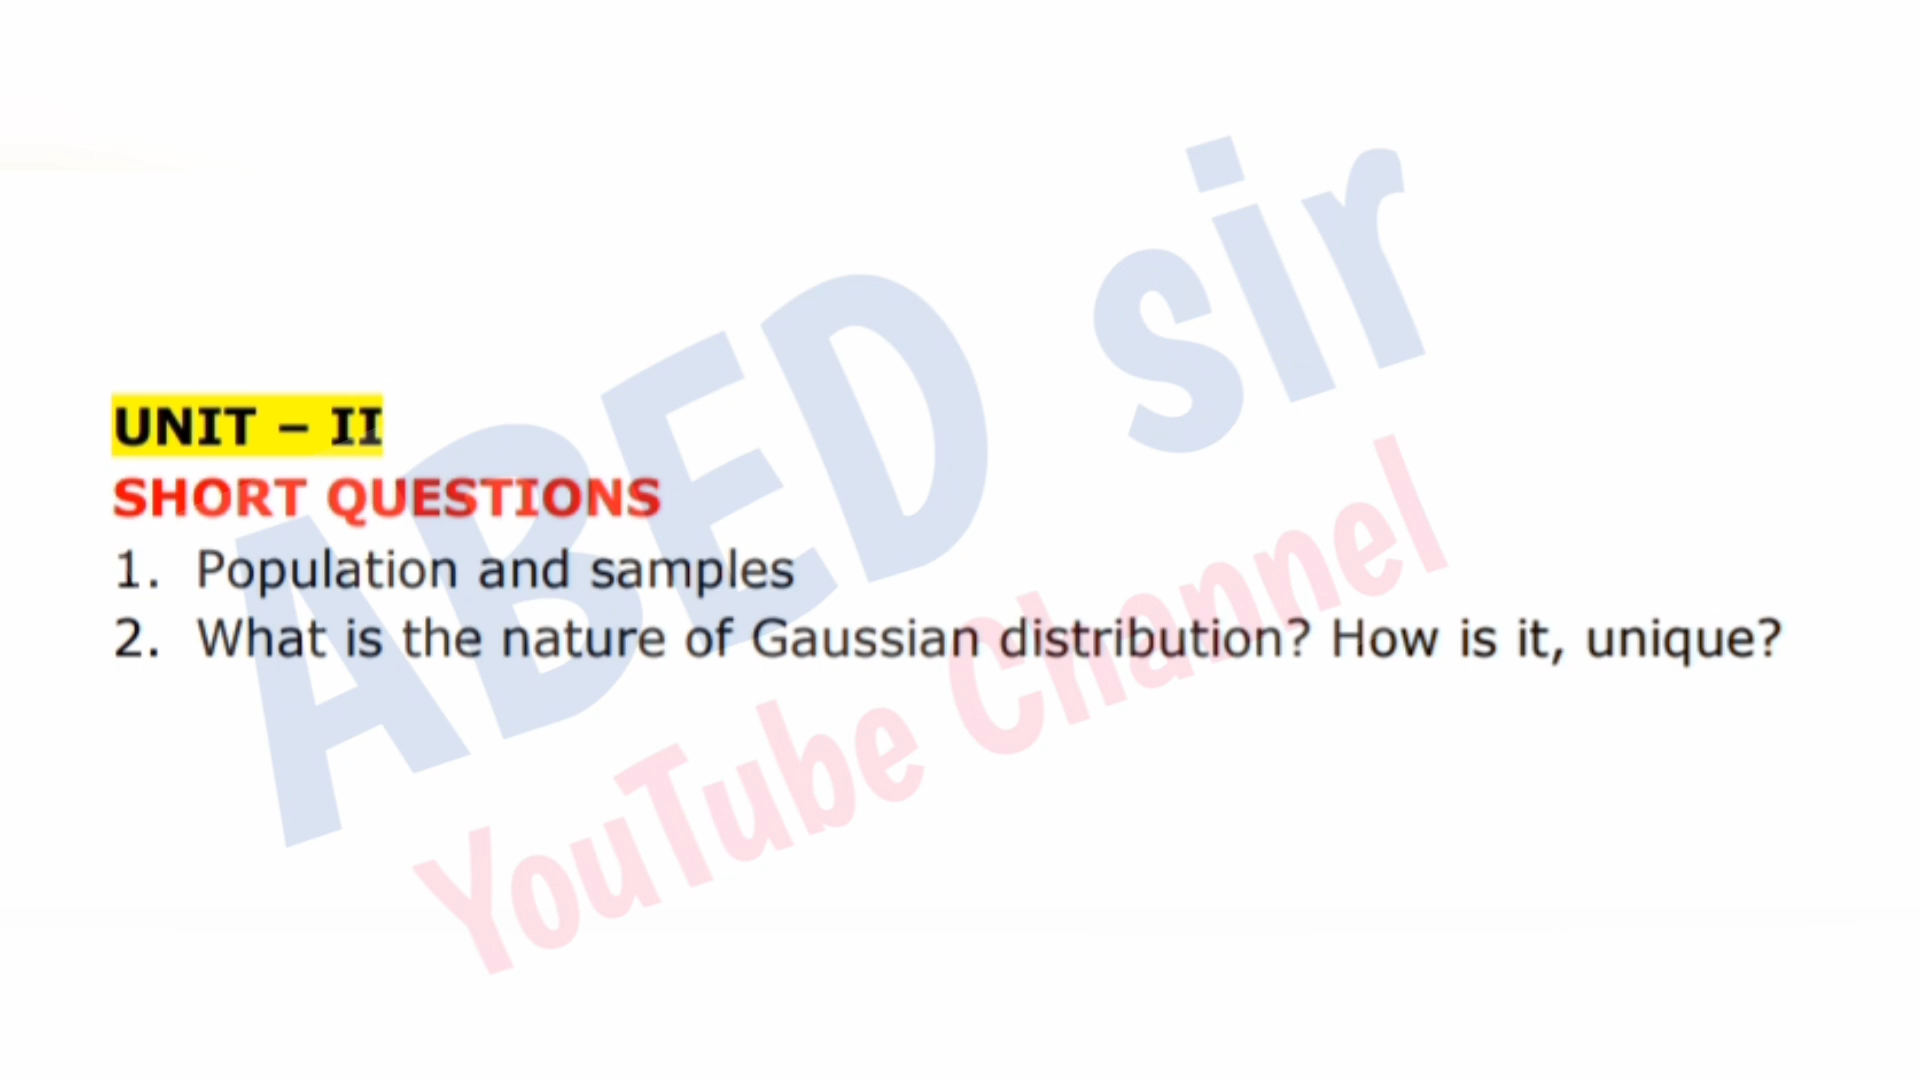 ABED sir
YouTube Channel
UNIT – II
SHORT QUESTIONS
1. Population and samples
2. What is the nature of Gaussian distribution? How is it, unique?